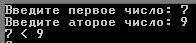 Введите первое число: 7
Введите аторое число: 9
7 < 9